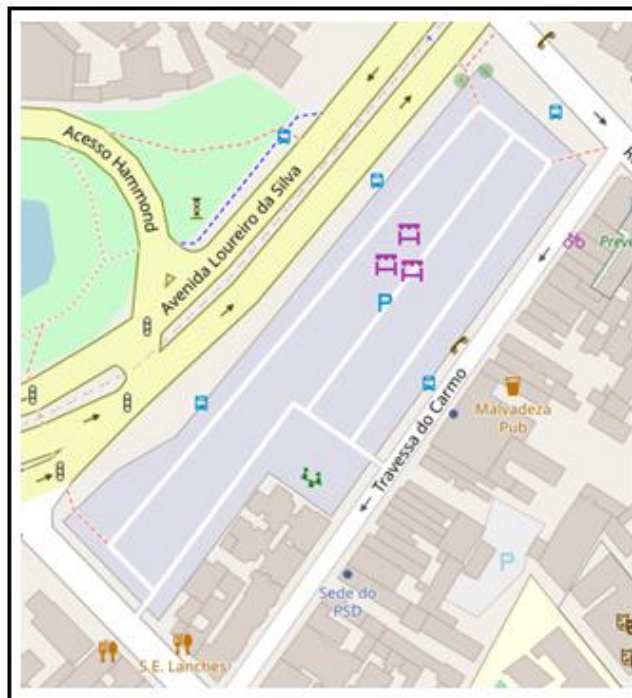 Acesso Hammond
Avenida Loureiro da Silva
P
Malvadeza
Pub
Travessa do Carmo
P
Sede do
PSD
S.E. Lanches